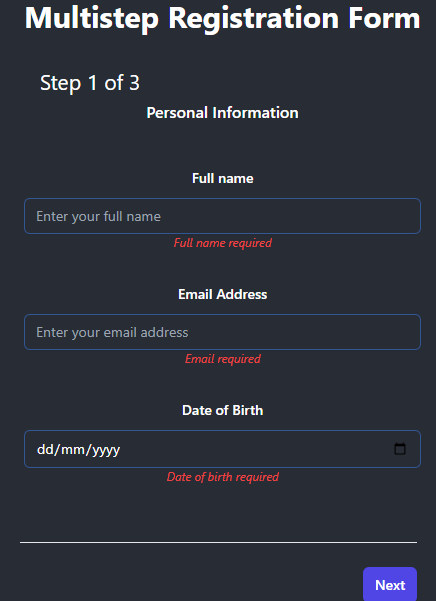 Multistep Registration Form
Step 1 of 3
Personal Information
Full name
Enter your full name
Full name required
Email Address
Enter your email address
Email required
Date of Birth
dd/mm/yyyy
Date of birth required
Next